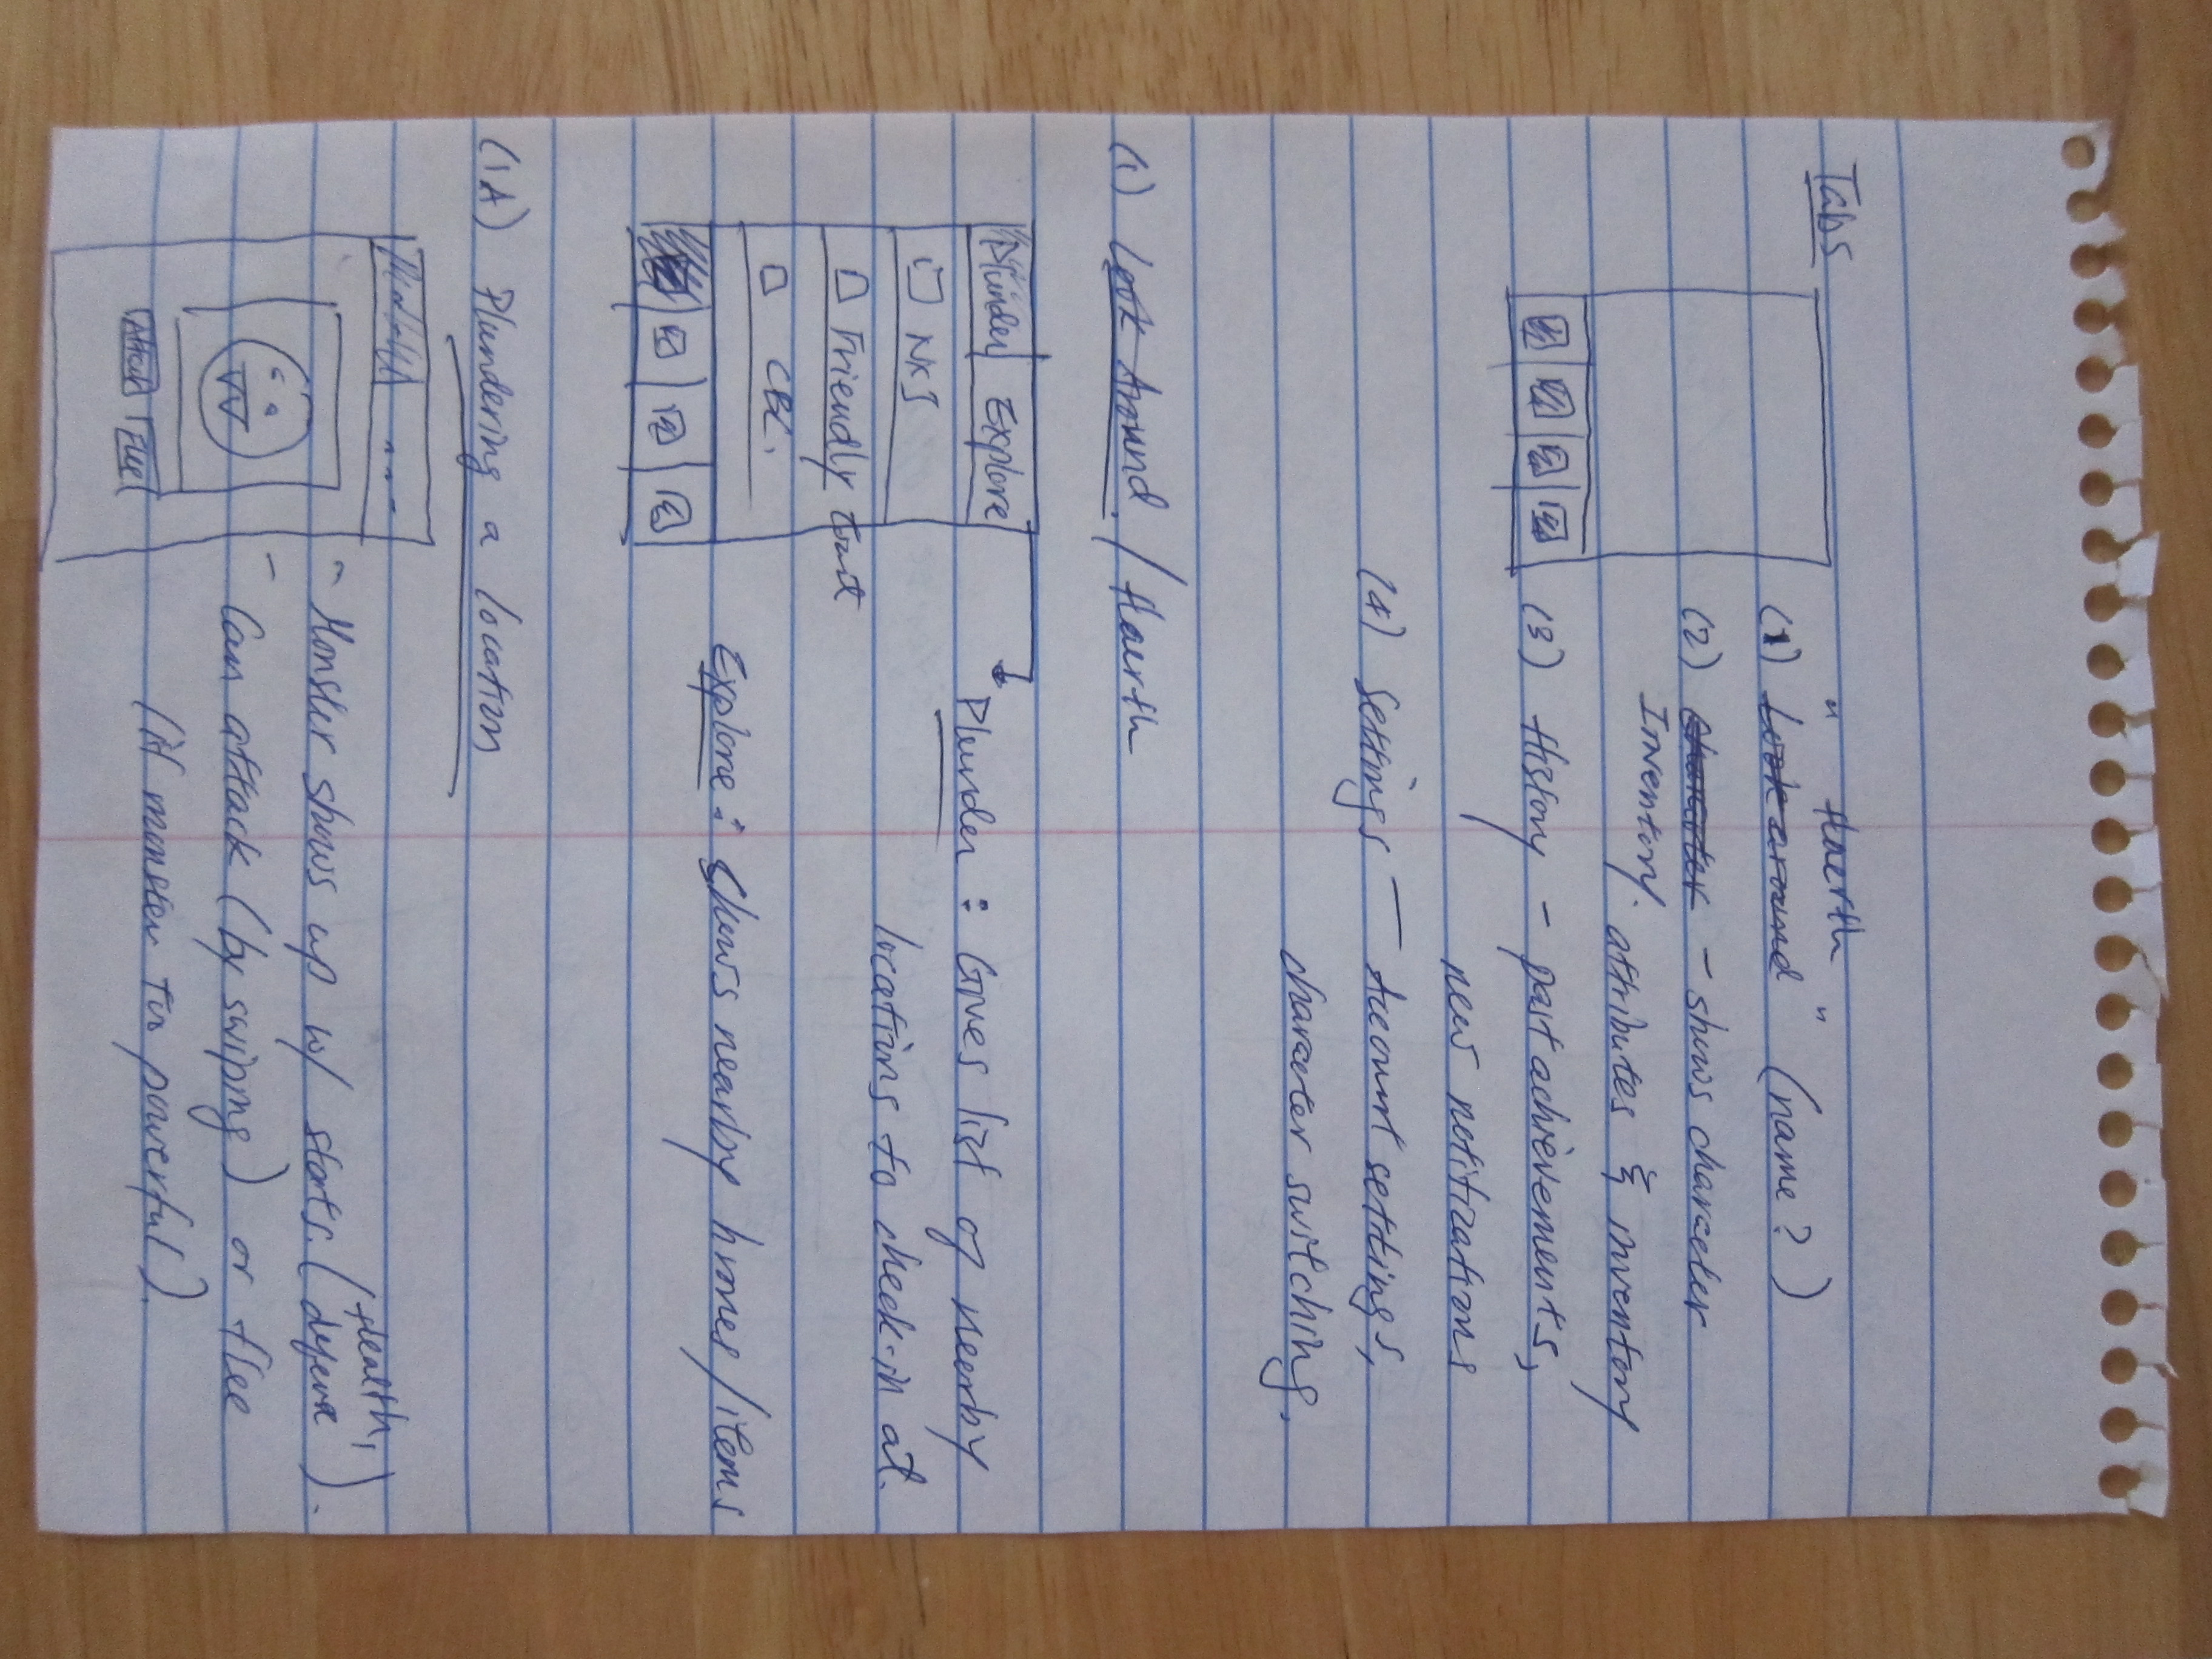 Tabs
" Haerth "
(1) Look around (name?)
(2) Character - shows character
Inventory. attributes & inventory
(3) History - past achievements,
new notifications
(4) Settings - Account settings,
character switching.
(1) Look Around. / Haerth
Plunder Explore
NKJ
Friendly Toast
CBC.
Plunder : Gives list of nearby
locations to check-in at.
Explore : Shows nearby homes/items
(1A) Plundering a location
...
- Monster shows up w/ stats. (Health, defense).
- Can attack (by swiping) or flee
(if monster too powerful).
Attack Flee